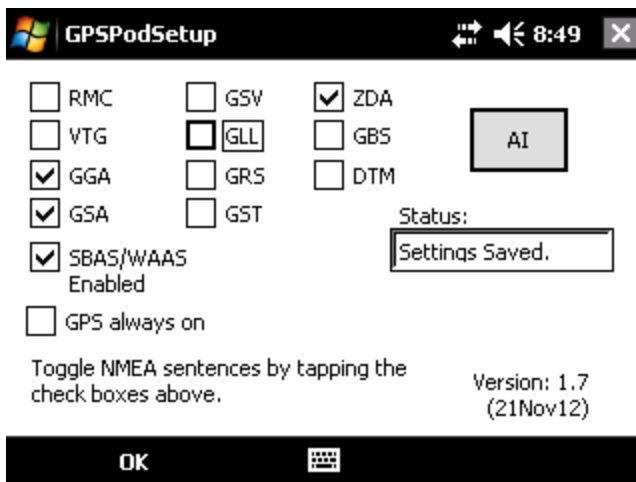 GPSPodSetup 8:49
RMC GSV ZDA
VTG GLL GBS AI
GGA GRS DTM
GSA GST Status:
SBAS/WAAS Settings Saved.
Enabled
GPS always on
Toggle NMEA sentences by tapping the
check boxes above.
Version: 1.7
(21Nov12)
OK